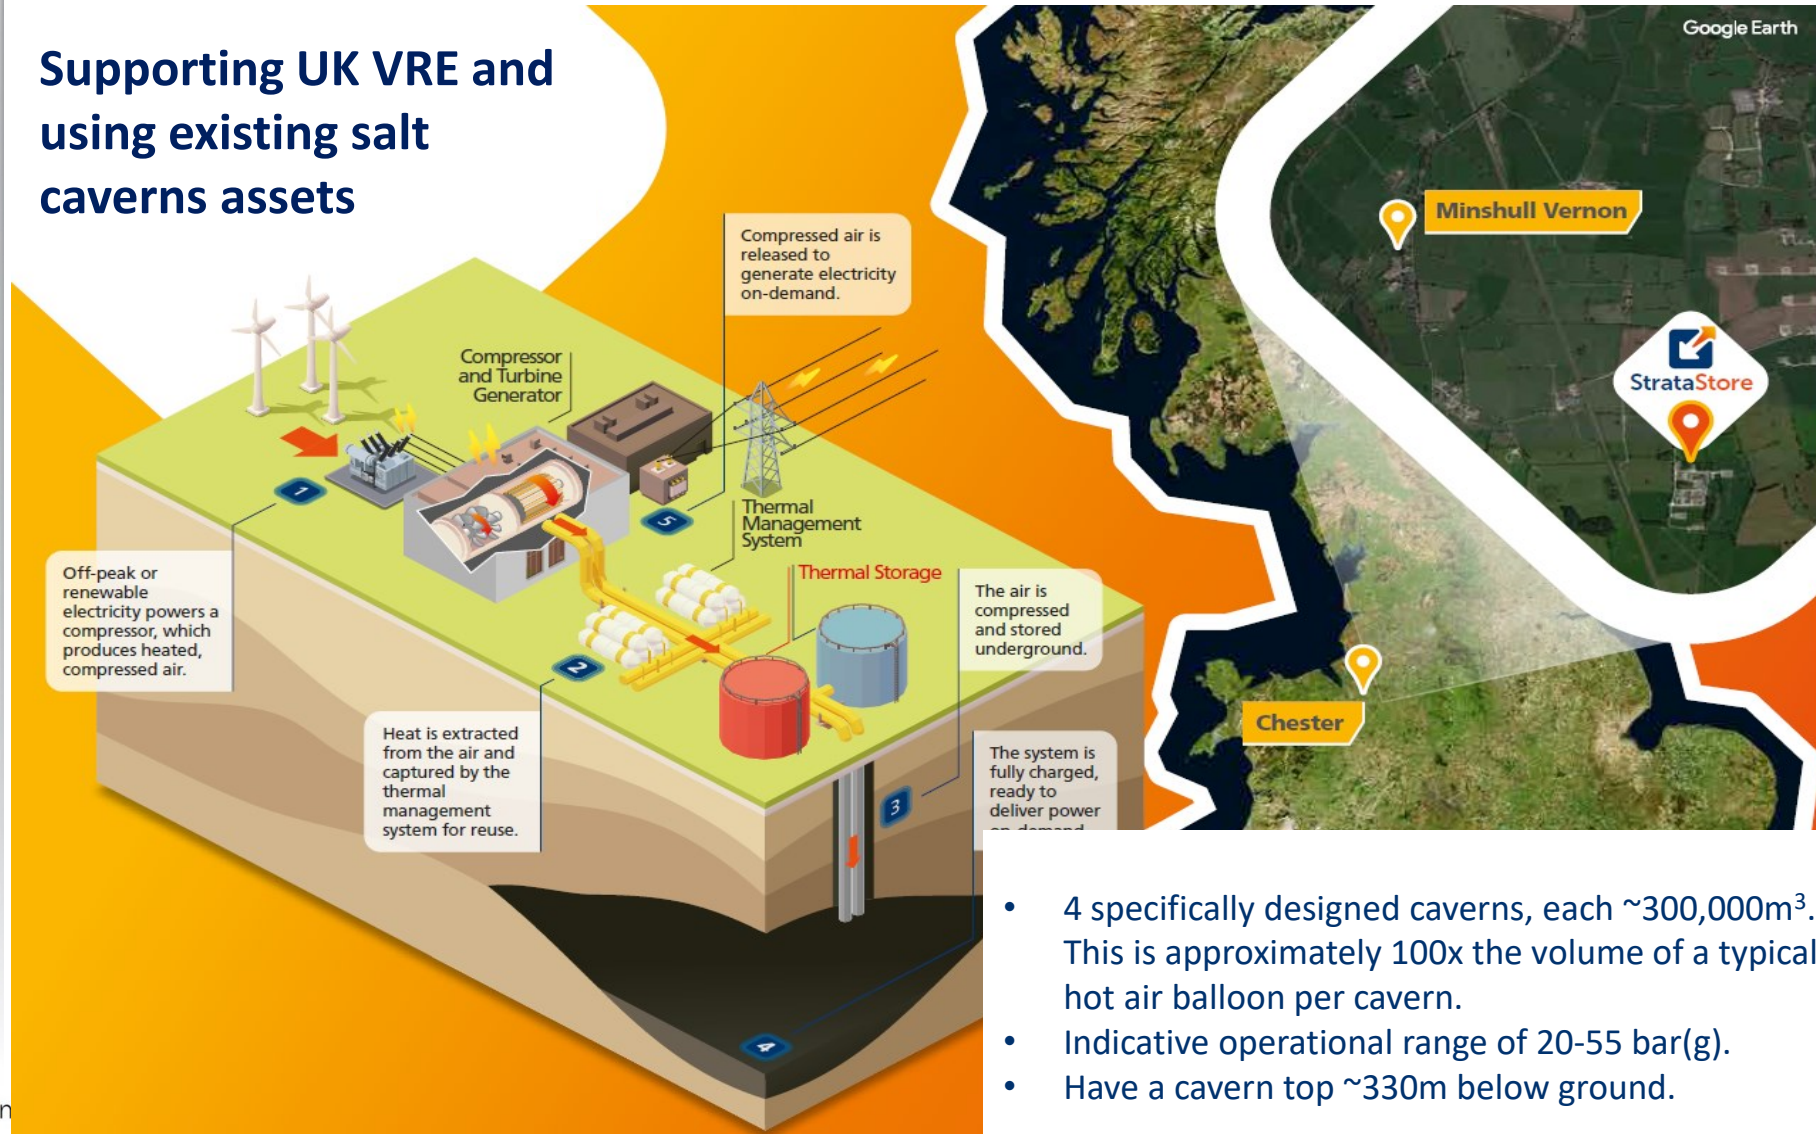 Supporting UK VRE and
using existing salt
caverns assets
Google Earth
Minshull Vernon
StrataStore
Chester
Compressed air is
released to
generate electricity
on-demand.
Compressor
and Turbine
Generator
Thermal
Management
System
Thermal Storage
1
Off-peak or
renewable
electricity powers a
compressor, which
produces heated,
compressed air.
2
Heat is extracted
from the air and
captured by the
thermal
management
system for reuse.
3
The air is
compressed
and stored
underground.
4
The system is
fully charged,
ready to
deliver power
on-demand
5
• 4 specifically designed caverns, each ~300,000m³.
This is approximately 100x the volume of a typical
hot air balloon per cavern.
• Indicative operational range of 20-55 bar(g).
• Have a cavern top ~330m below ground.